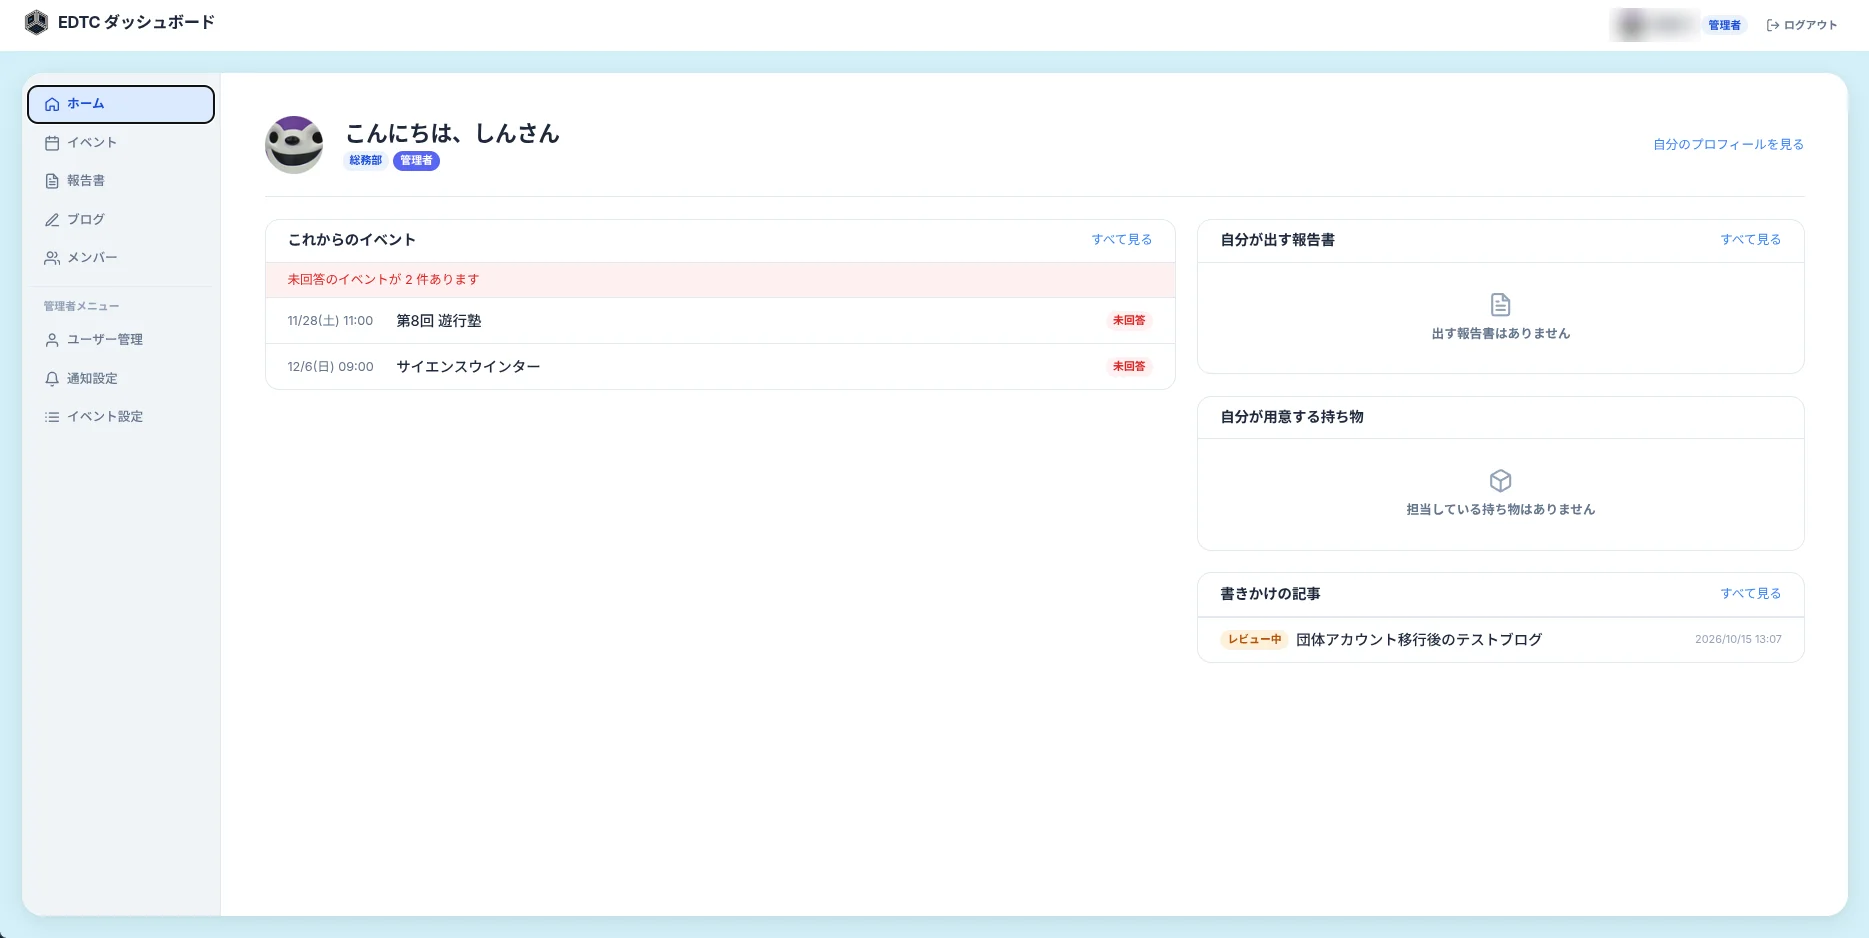 EDTC ダッシュボード
管理者
ログアウト
ホーム
イベント
報告書
ブログ
メンバー
管理者メニュー
ユーザー管理
通知設定
イベント設定
こんにちは、しんさん
総務部
管理者
自分のプロフィールを見る
これからのイベント
すべて見る
未回答のイベントが 2 件あります
11/28(土) 11:00 第8回 遊行塾 未回答
12/6(日) 09:00 サイエンスウインター 未回答
自分が出す報告書
すべて見る
出す報告書はありません
自分が用意する持ち物
担当している持ち物はありません
書きかけの記事
すべて見る
レビュー中 団体アカウント移行後のテストブログ 2026/10/15 13:07